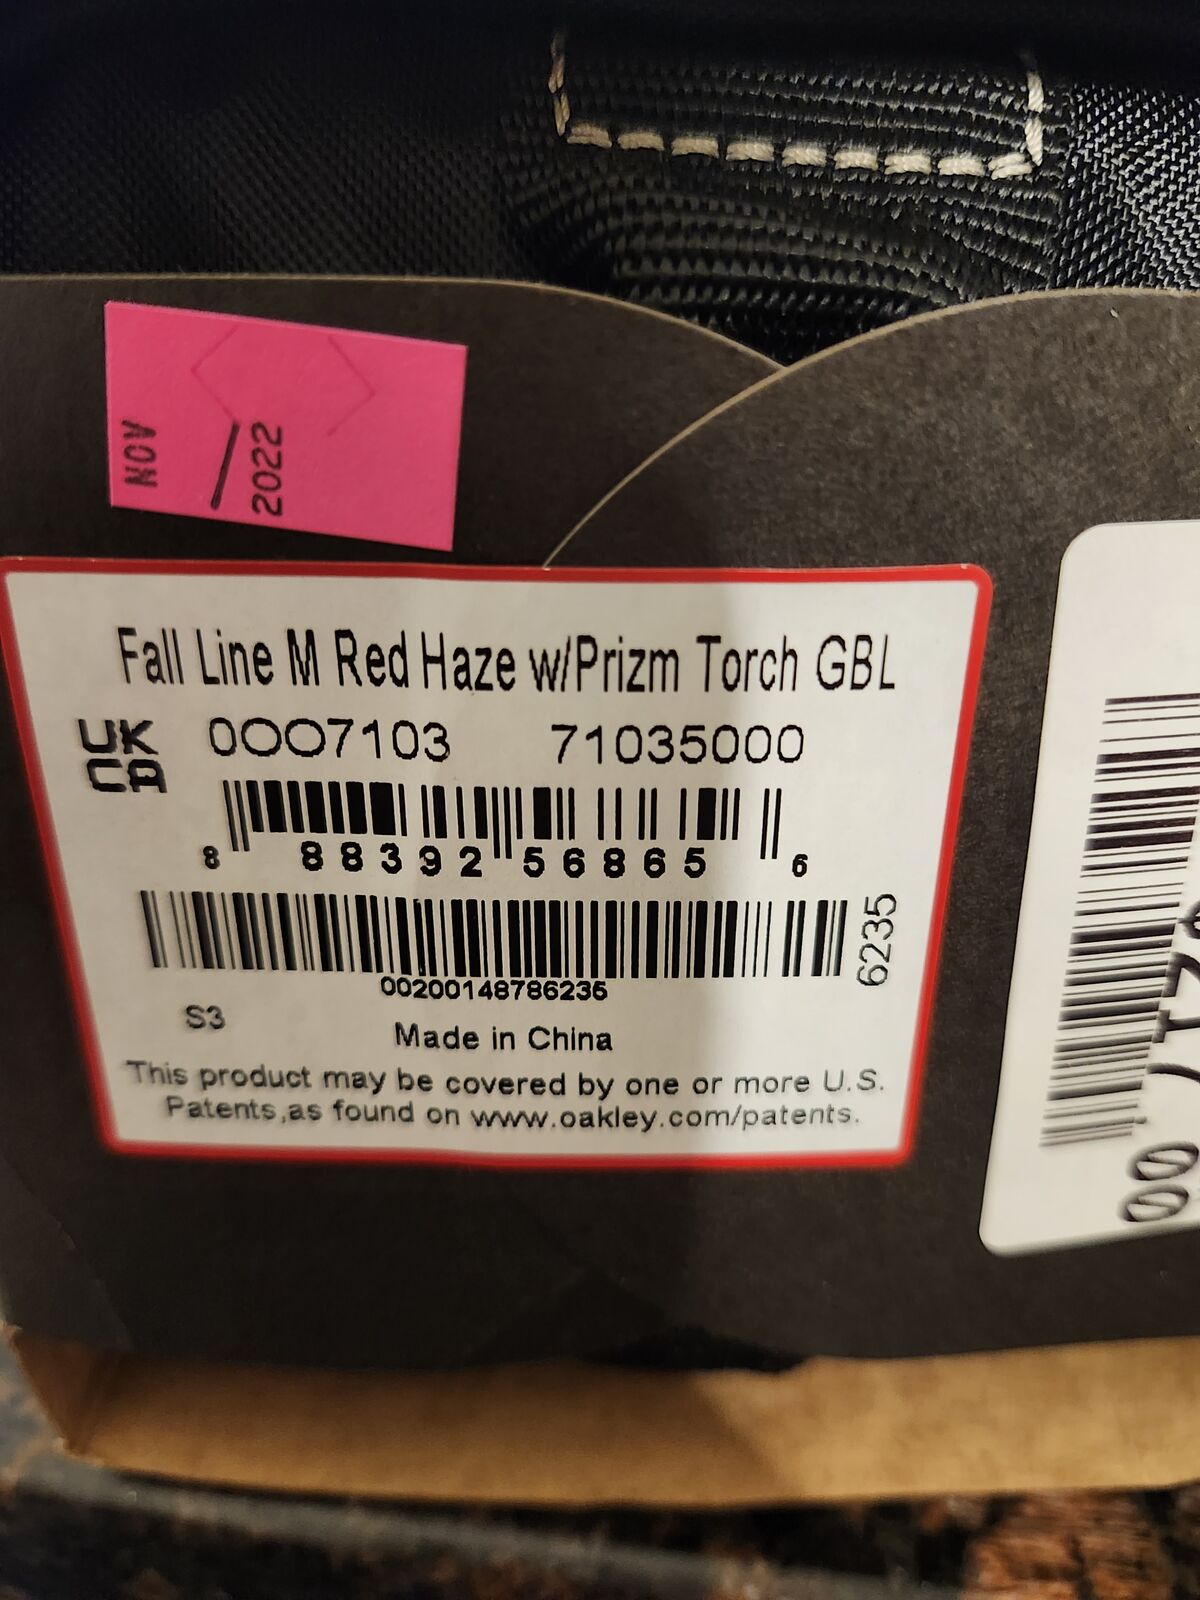 NOV
2022
Fall Line M Red Haze w/Prizm Torch GBL
UK
CA
0OO7103 71035000
8 88392 56865 6
6235
00200148786235
S3
Made in China
This product may be covered by one or more U.S.
Patents,as found on www.oakley.com/patents.